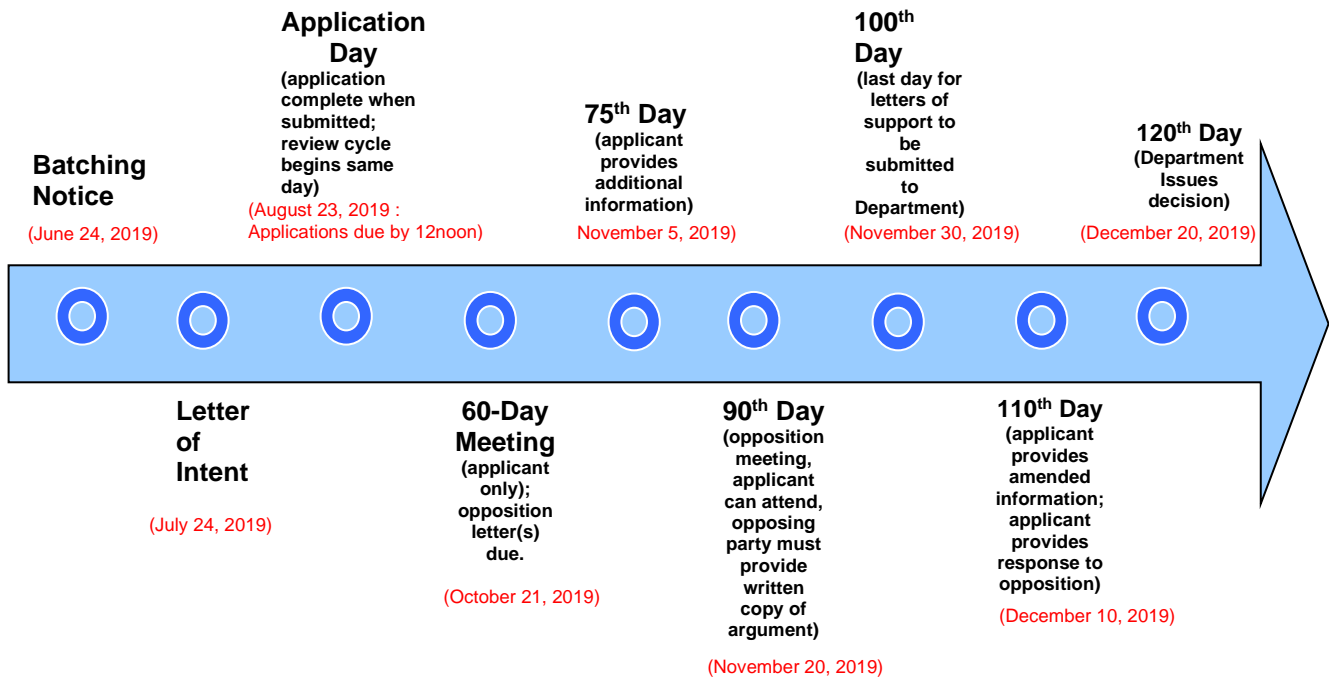 Batching
Notice
(June 24, 2019)
Letter
of
Intent
(July 24, 2019)
Application
Day
(application
complete when
submitted;
review cycle
begins same
day)
(August 23, 2019 :
Applications due by 12noon)
60-Day
Meeting
(applicant
only);
opposition
letter(s)
due.
(October 21, 2019)
75th Day
(applicant
provides
additional
information)
November 5, 2019)
90th Day
(opposition
meeting,
applicant
can attend,
opposing
party must
provide
written
copy of
argument)
(November 20, 2019)
100th
Day
(last day for
letters of
support to
be
submitted
to
Department)
(November 30, 2019)
110th Day
(applicant
provides
amended
information;
applicant
provides
response to
opposition)
(December 10, 2019)
120th Day
(Department
Issues
decision)
(December 20, 2019)